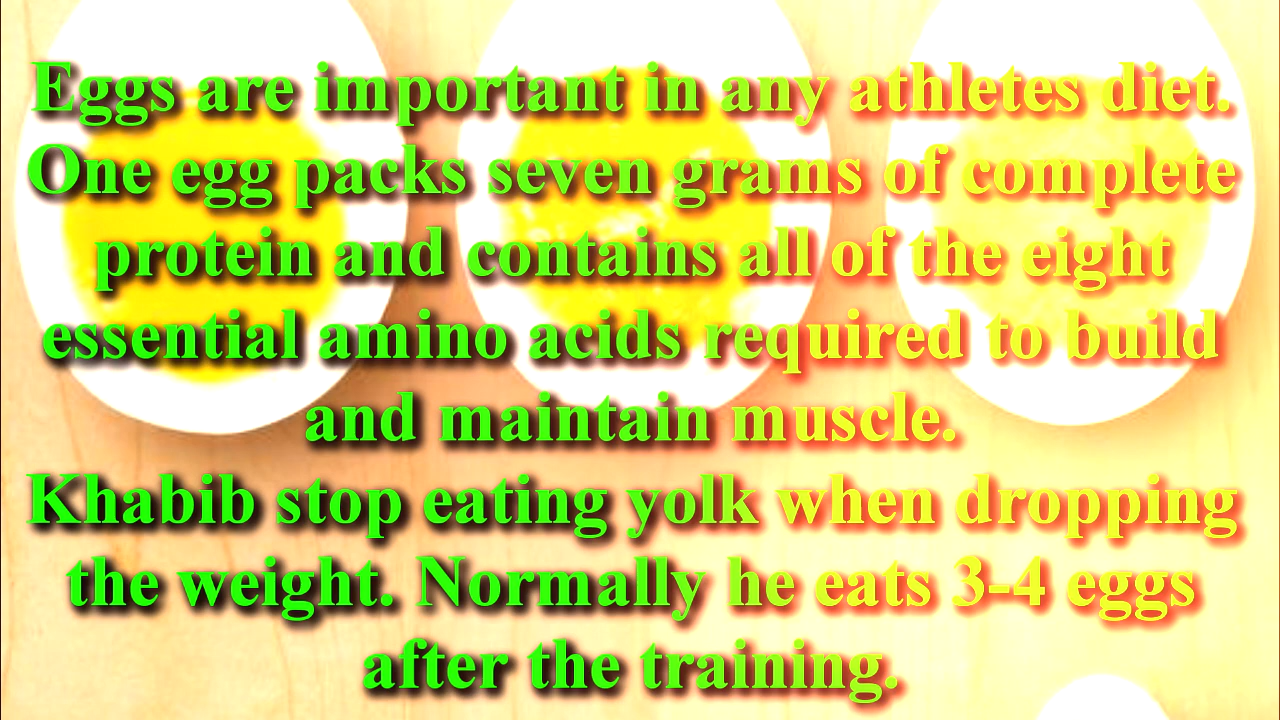 Eggs are important in any athletes diet.
One egg packs seven grams of complete
protein and contains all of the eight
essential amino acids required to build
and maintain muscle.
Khabib stop eating yolk when dropping
the weight. Normally he eats 3-4 eggs
after the training.